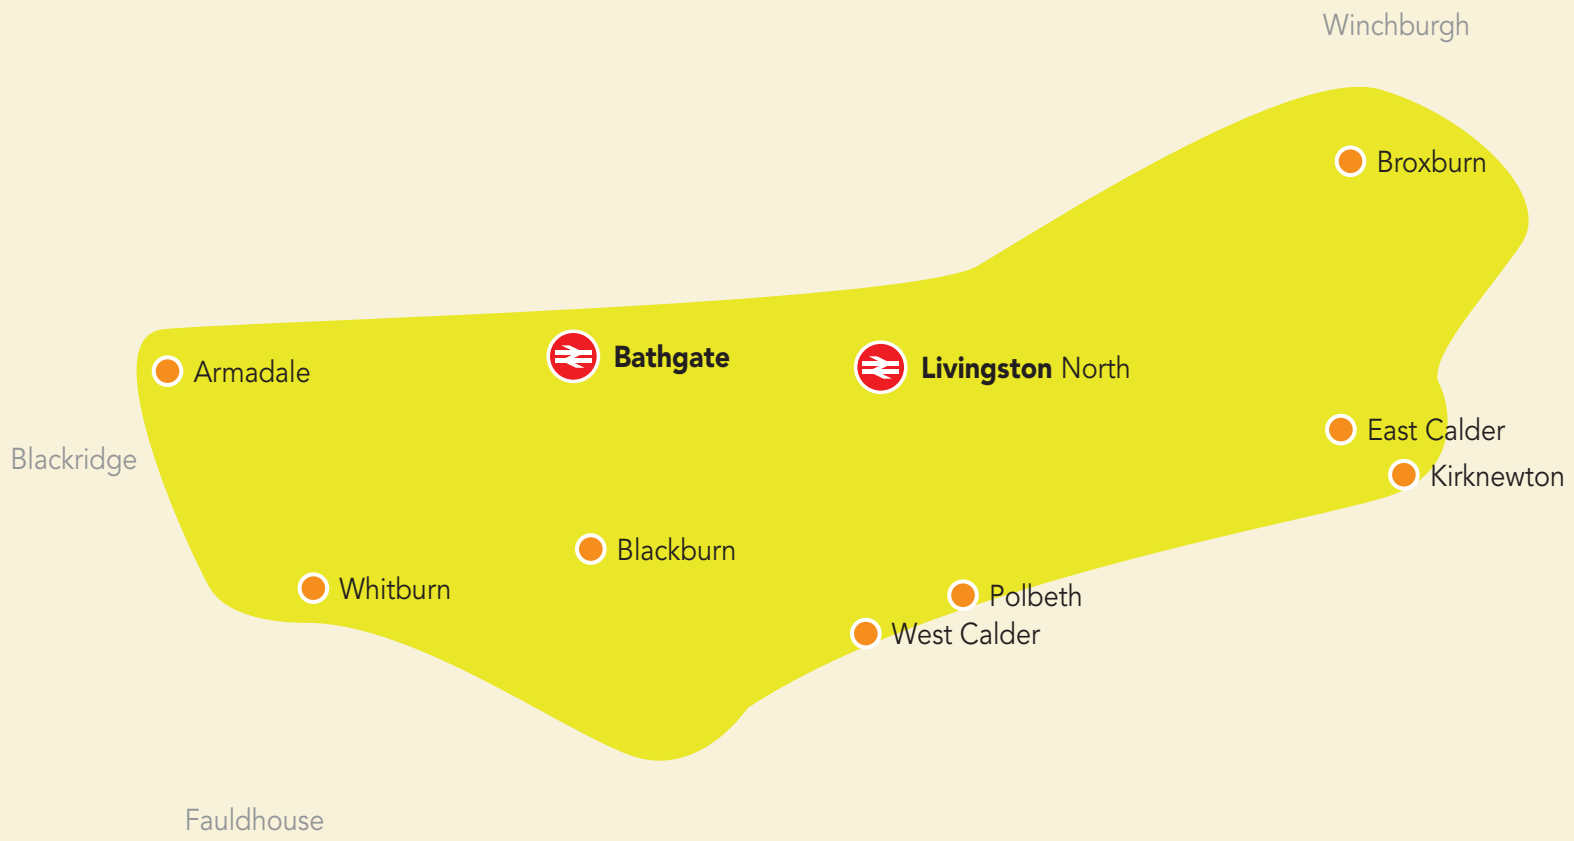 Winchburgh
Broxburn
Bathgate
Livingston North
Armadale
East Calder
Blackridge
Kirknewton
Blackburn
Whitburn
Polbeth
West Calder
Fauldhouse